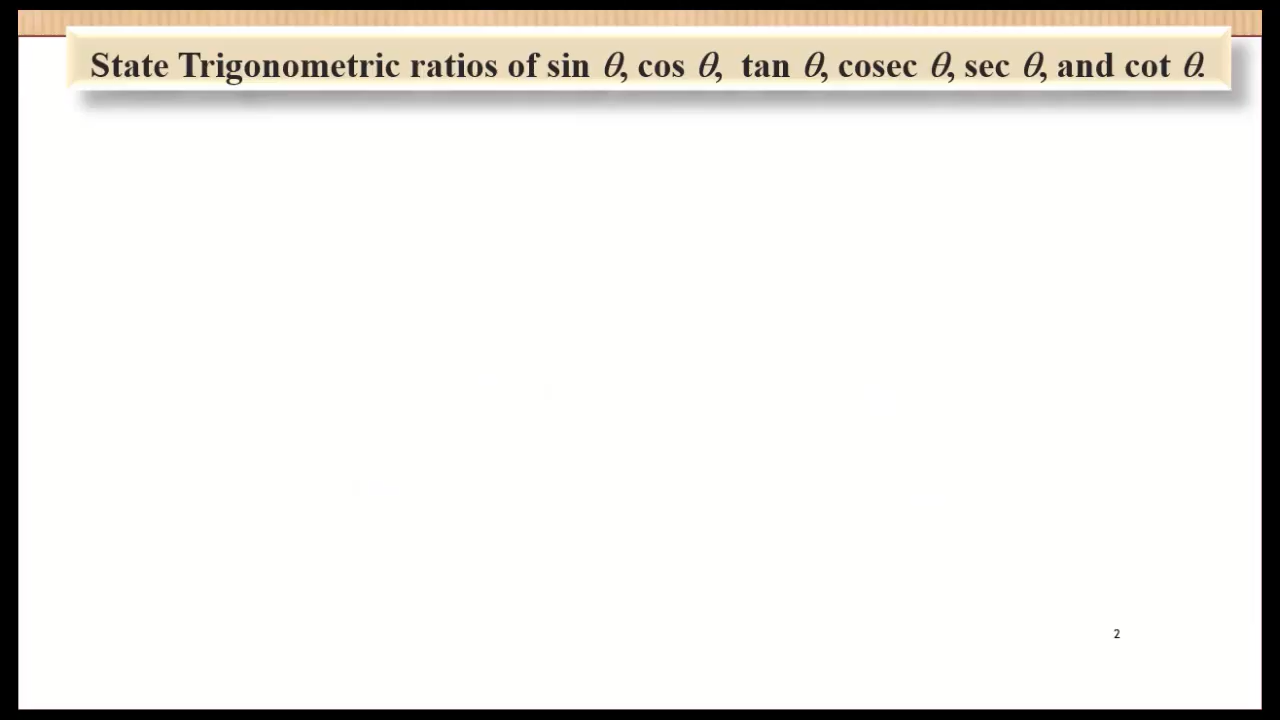 State Trigonometric ratios of sin θ, cos θ, tan θ, cosec θ, sec θ, and cot θ.
2